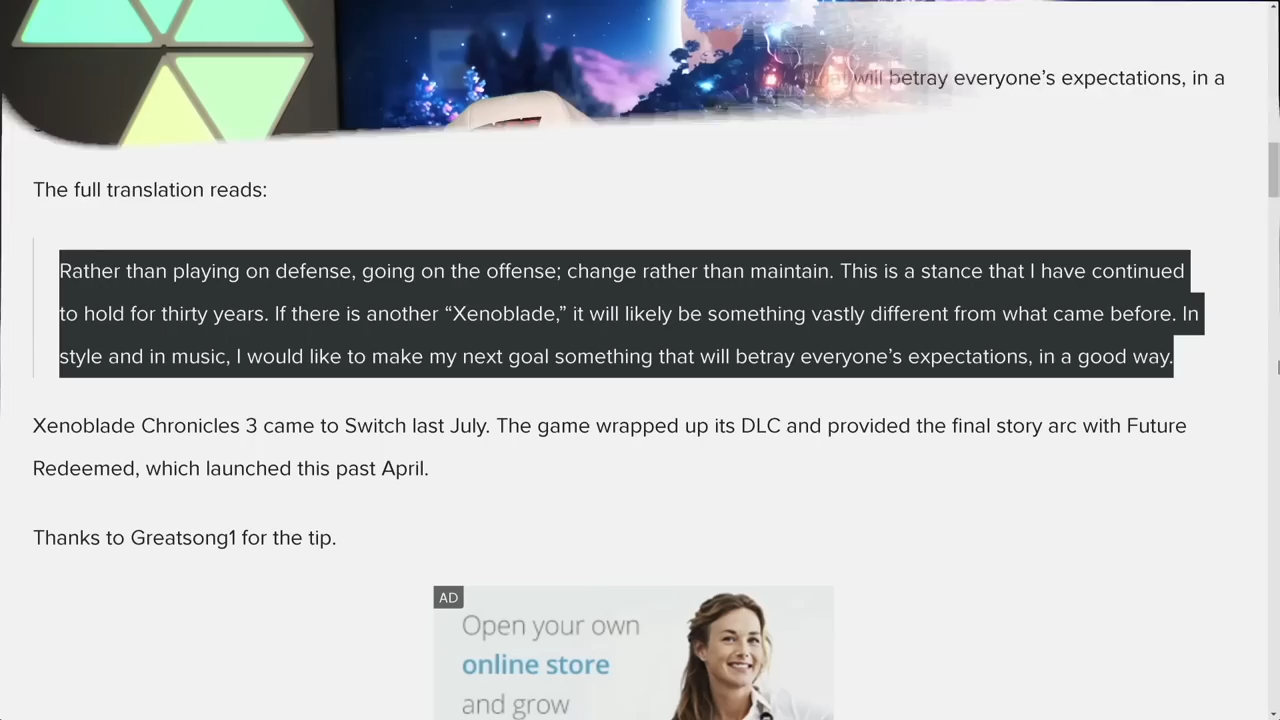 will betray everyone’s expectations, in a
The full translation reads:
Rather than playing on defense, going on the offense; change rather than maintain. This is a stance that I have continued
to hold for thirty years. If there is another “Xenoblade,” it will likely be something vastly different from what came before. In
style and in music, I would like to make my next goal something that will betray everyone’s expectations, in a good way.
Xenoblade Chronicles 3 came to Switch last July. The game wrapped up its DLC and provided the final story arc with Future
Redeemed, which launched this past April.
Thanks to Greatsong1 for the tip.
AD
Open your own
online store
and grow